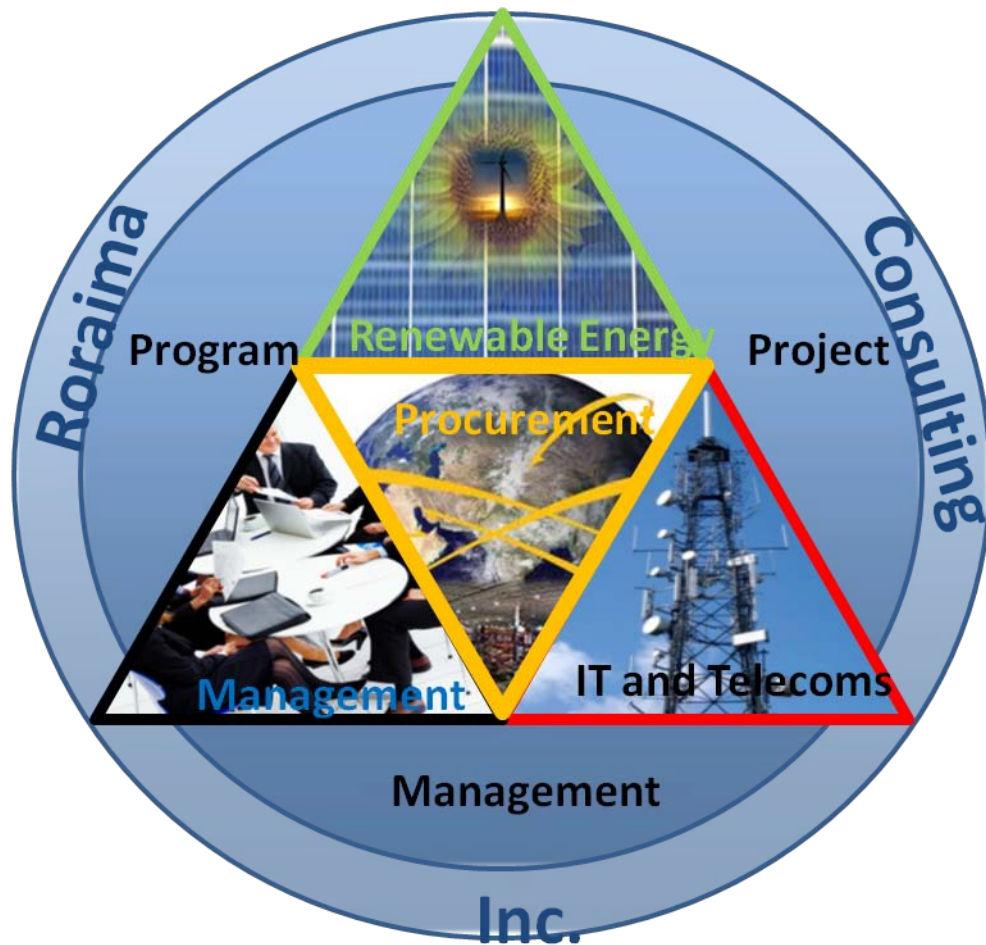 Roraima
Consulting
Program
Renewable Energy
Project
Procurement
Management
IT and Telecoms
Management
Inc.